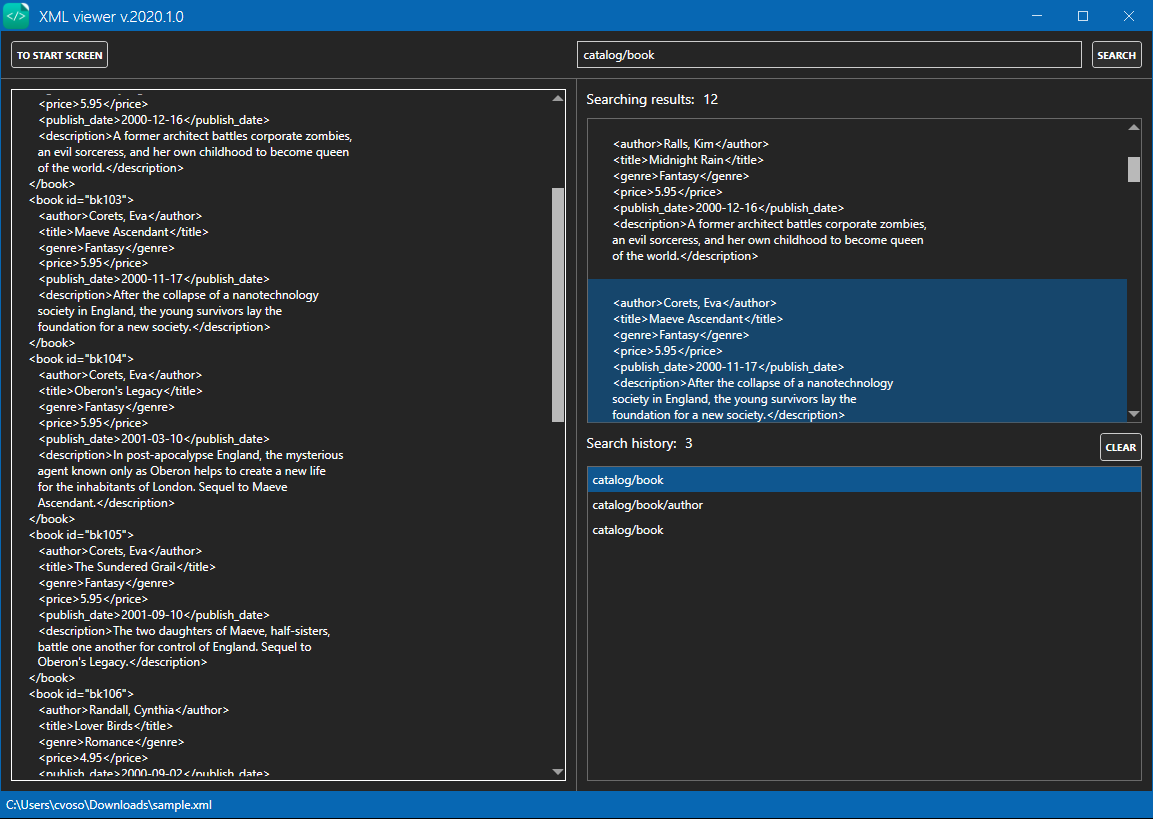 XML viewer v.2020.1.0
TO START SCREEN
catalog/book
SEARCH
<price>5.95</price>
<publish_date>2000-12-16</publish_date>
<description>A former architect battles corporate zombies,
an evil sorceress, and her own childhood to become queen
of the world.</description>
</book>
<book id="bk103">
<author>Corets, Eva</author>
<title>Maeve Ascendant</title>
<genre>Fantasy</genre>
<price>5.95</price>
<publish_date>2000-11-17</publish_date>
<description>After the collapse of a nanotechnology
society in England, the young survivors lay the
foundation for a new society.</description>
</book>
<book id="bk104">
<author>Corets, Eva</author>
<title>Oberon's Legacy</title>
<genre>Fantasy</genre>
<price>5.95</price>
<publish_date>2001-03-10</publish_date>
<description>In post-apocalypse England, the mysterious
agent known only as Oberon helps to create a new life
for the inhabitants of London. Sequel to Maeve
Ascendant.</description>
</book>
<book id="bk105">
<author>Corets, Eva</author>
<title>The Sundered Grail</title>
<genre>Fantasy</genre>
<price>5.95</price>
<publish_date>2001-09-10</publish_date>
<description>The two daughters of Maeve, half-sisters,
battle one another for control of England. Sequel to
Oberon's Legacy.</description>
</book>
<book id="bk106">
<author>Randall, Cynthia</author>
<title>Lover Birds</title>
<genre>Romance</genre>
<price>4.95</price>
<publish_date>2000-09-02</publish_date>
Searching results: 12
<author>Ralls, Kim</author>
<title>Midnight Rain</title>
<genre>Fantasy</genre>
<price>5.95</price>
<publish_date>2000-12-16</publish_date>
<description>A former architect battles corporate zombies,
an evil sorceress, and her own childhood to become queen
of the world.</description>
<author>Corets, Eva</author>
<title>Maeve Ascendant</title>
<genre>Fantasy</genre>
<price>5.95</price>
<publish_date>2000-11-17</publish_date>
<description>After the collapse of a nanotechnology
society in England, the young survivors lay the
foundation for a new society.</description>
Search history: 3
CLEAR
catalog/book
catalog/book/author
catalog/book
C:\Users\cvoso\Downloads\sample.xml